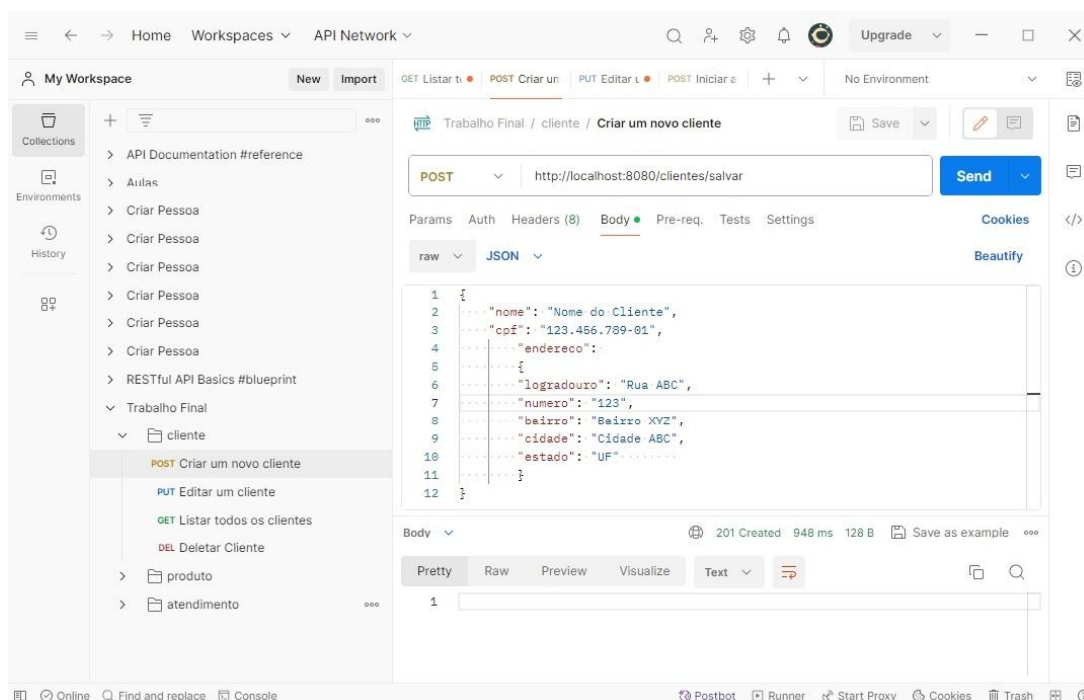 Home Workspaces API Network Upgrade
My Workspace New Import
GET Listar t POST Criar un PUT Editar u POST Iniciar a No Environment
Collections
Environments
History
API Documentation #reference
Aulas
Criar Pessoa
Criar Pessoa
Criar Pessoa
Criar Pessoa
Criar Pessoa
Criar Pessoa
RESTful API Basics #blueprint
Trabalho Final
cliente
POST Criar um novo cliente
PUT Editar um cliente
GET Listar todos os clientes
DEL Deletar Cliente
produto
atendimento
HTTP Trabalho Final / cliente / Criar um novo cliente Save
POST http://localhost:8080/clientes/salvar Send
Params Auth Headers (8) Body Pre-req. Tests Settings Cookies
raw JSON Beautify
1 {
2 "nome": "Nome do Cliente",
3 "cpf": "123.456.789-01",
4 "endereco":
5 {
6 "logradouro": "Rua ABC",
7 "numero": "123",
8 "bairro": "Bairro XYZ",
9 "cidade": "Cidade ABC",
10 "estado": "UF"
11 }
12 }
Body 201 Created 948 ms 128 B Save as example
Pretty Raw Preview Visualize Text
1
Online Find and replace Console Postbot Runner Start Proxy Cookies Trash